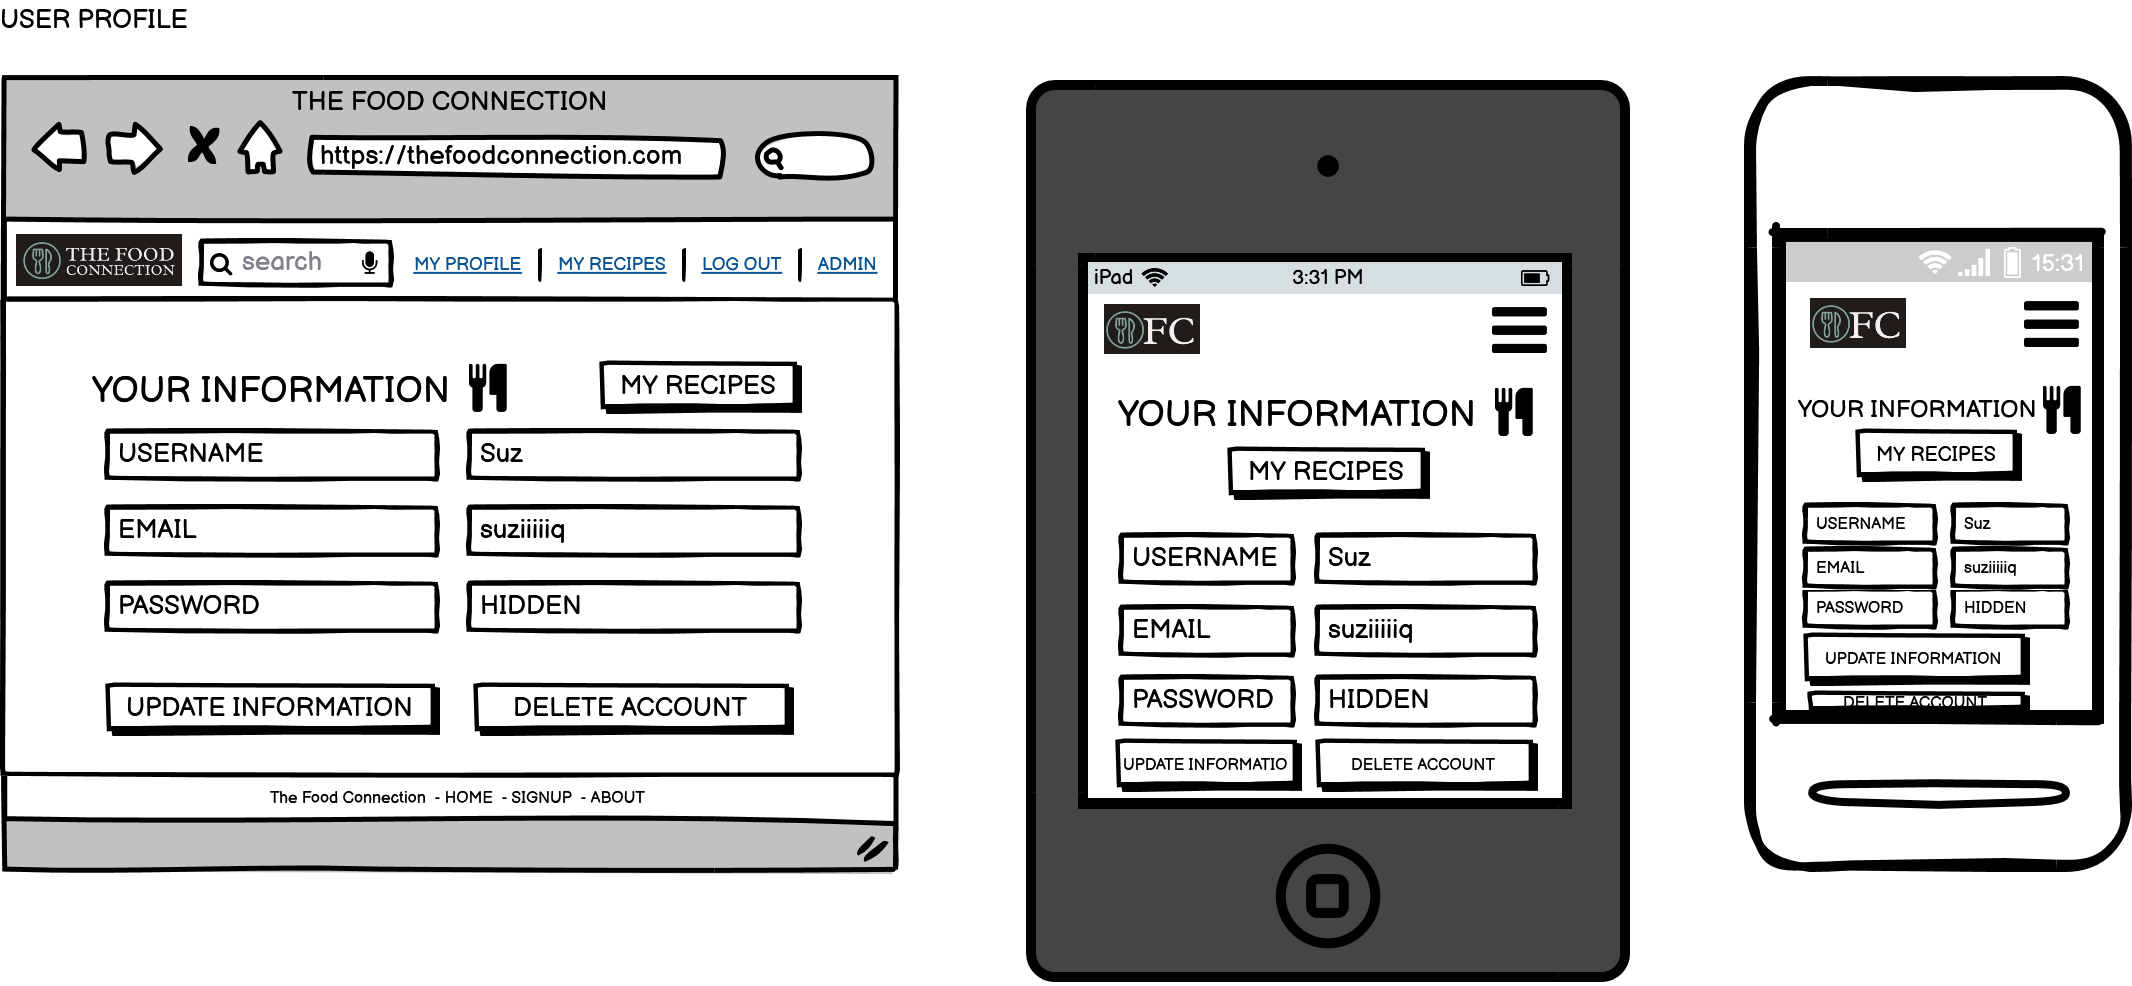 USER PROFILE
THE FOOD CONNECTION
https://thefoodconnection.com
THE FOOD
CONNECTION
search
MY PROFILE
MY RECIPES
LOG OUT
ADMIN
YOUR INFORMATION
MY RECIPES
USERNAME
Suz
EMAIL
suziiiiiq
PASSWORD
HIDDEN
UPDATE INFORMATION
DELETE ACCOUNT
The Food Connection - HOME - SIGNUP - ABOUT
iPad
3:31 PM
FC
YOUR INFORMATION
MY RECIPES
USERNAME
Suz
EMAIL
suziiiiiq
PASSWORD
HIDDEN
UPDATE INFORMATIO
DELETE ACCOUNT
15:31
FC
YOUR INFORMATION
MY RECIPES
USERNAME
Suz
EMAIL
suziiiiiq
PASSWORD
HIDDEN
UPDATE INFORMATION
DELETE ACCOUNT